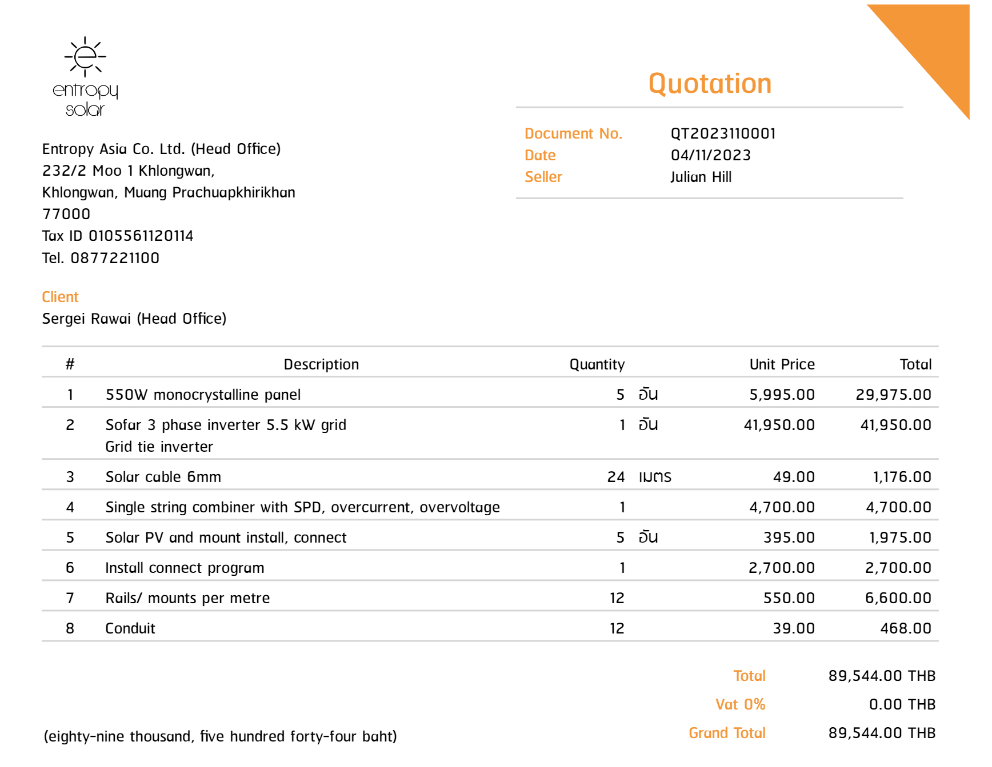 entropy
solar
Quotation
Document No. QT2023110001
Date 04/11/2023
Seller Julian Hill
Entropy Asia Co. Ltd. (Head Office)
232/2 Moo 1 Khlongwan,
Khlongwan, Muang Prachuapkhirikhan
77000
Tax ID 0105561120114
Tel. 0877221100
Client
Sergei Rawai (Head Office)
# Description Quantity Unit Price Total
1 550W monocrystalline panel 5 อัน 5,995.00 29,975.00
2 Sofar 3 phase inverter 5.5 kW grid 1 อัน 41,950.00 41,950.00
Grid tie inverter
3 Solar cable 6mm 24 เมตร 49.00 1,176.00
4 Single string combiner with SPD, overcurrent, overvoltage 1 4,700.00 4,700.00
5 Solar PV and mount install, connect 5 อัน 395.00 1,975.00
6 Install connect program 1 2,700.00 2,700.00
7 Rails/ mounts per metre 12 550.00 6,600.00
8 Conduit 12 39.00 468.00
Total 89,544.00 THB
Vat 0% 0.00 THB
Grand Total 89,544.00 THB
(eighty-nine thousand, five hundred forty-four baht)